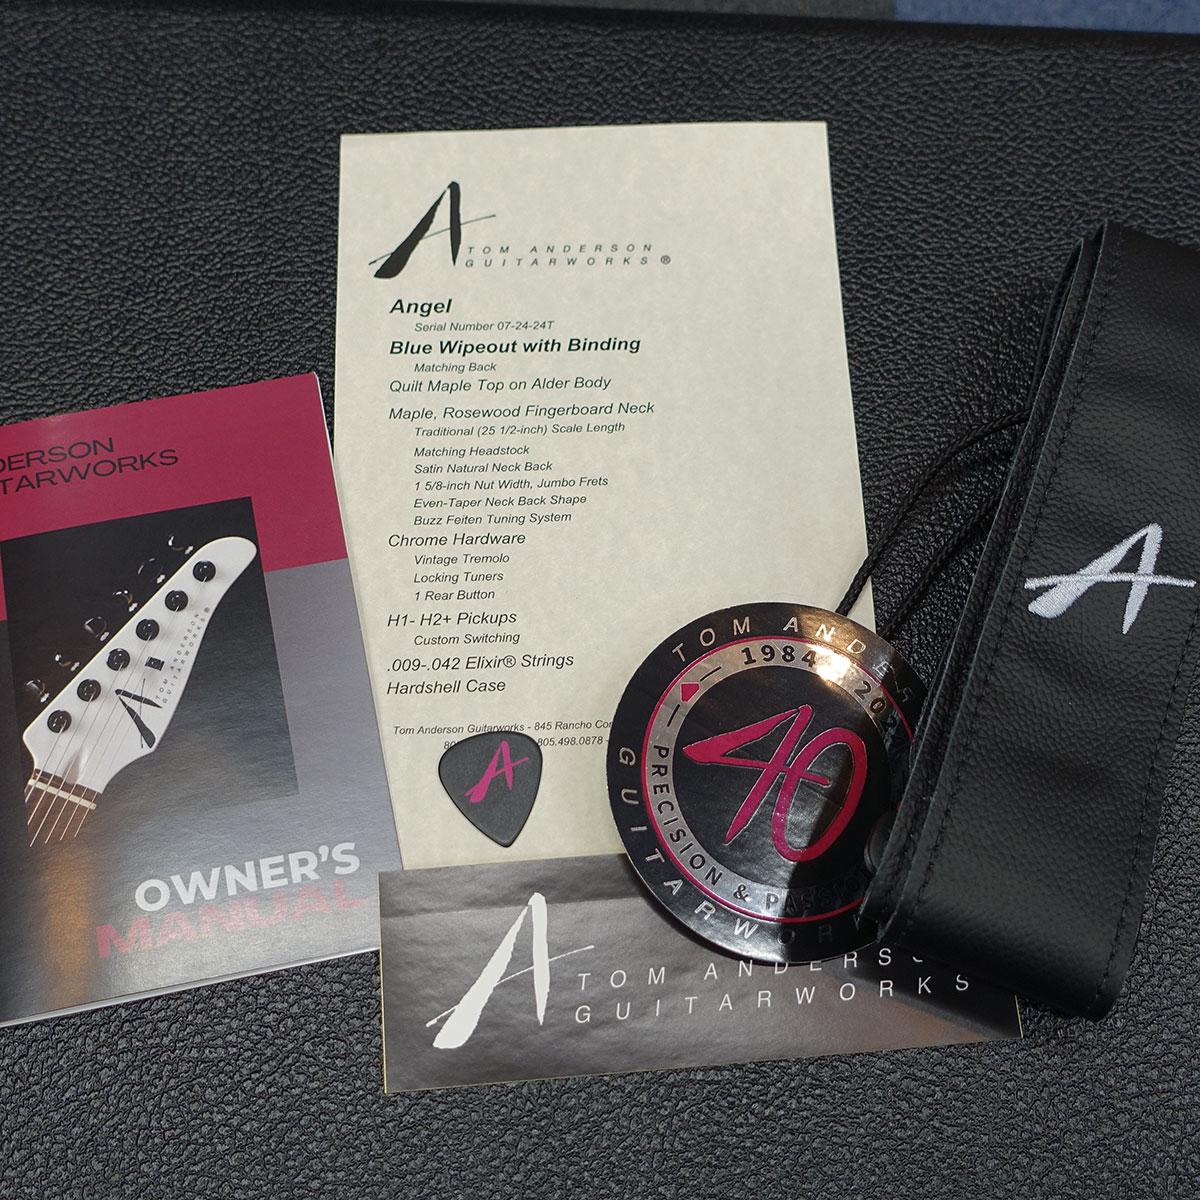 TOM ANDERSON
GUITARWORKS ®
Angel
Serial Number 07-24-24T
Blue Wipeout with Binding
Matching Back
Quilt Maple Top on Alder Body
Maple, Rosewood Fingerboard Neck
Traditional (25 1/2-inch) Scale Length
Matching Headstock
Satin Natural Neck Back
1 5/8-inch Nut Width, Jumbo Frets
Even-Taper Neck Back Shape
Buzz Feiten Tuning System
Chrome Hardware
Vintage Tremolo
Locking Tuners
1 Rear Button
H1- H2+ Pickups
Custom Switching
.009-.042 Elixir® Strings
Hardshell Case
Tom Anderson Guitarworks - 845 Rancho
805.498.0878 -
DERSON
TARWORKS
TOM ANDERSON
GUITARWORKS®
OWNER'S
MANUAL
TOM ANDE
1984
40
PRECISION & PASSIO
GUITARWOR
TOM ANDERS
GUITARWORKS